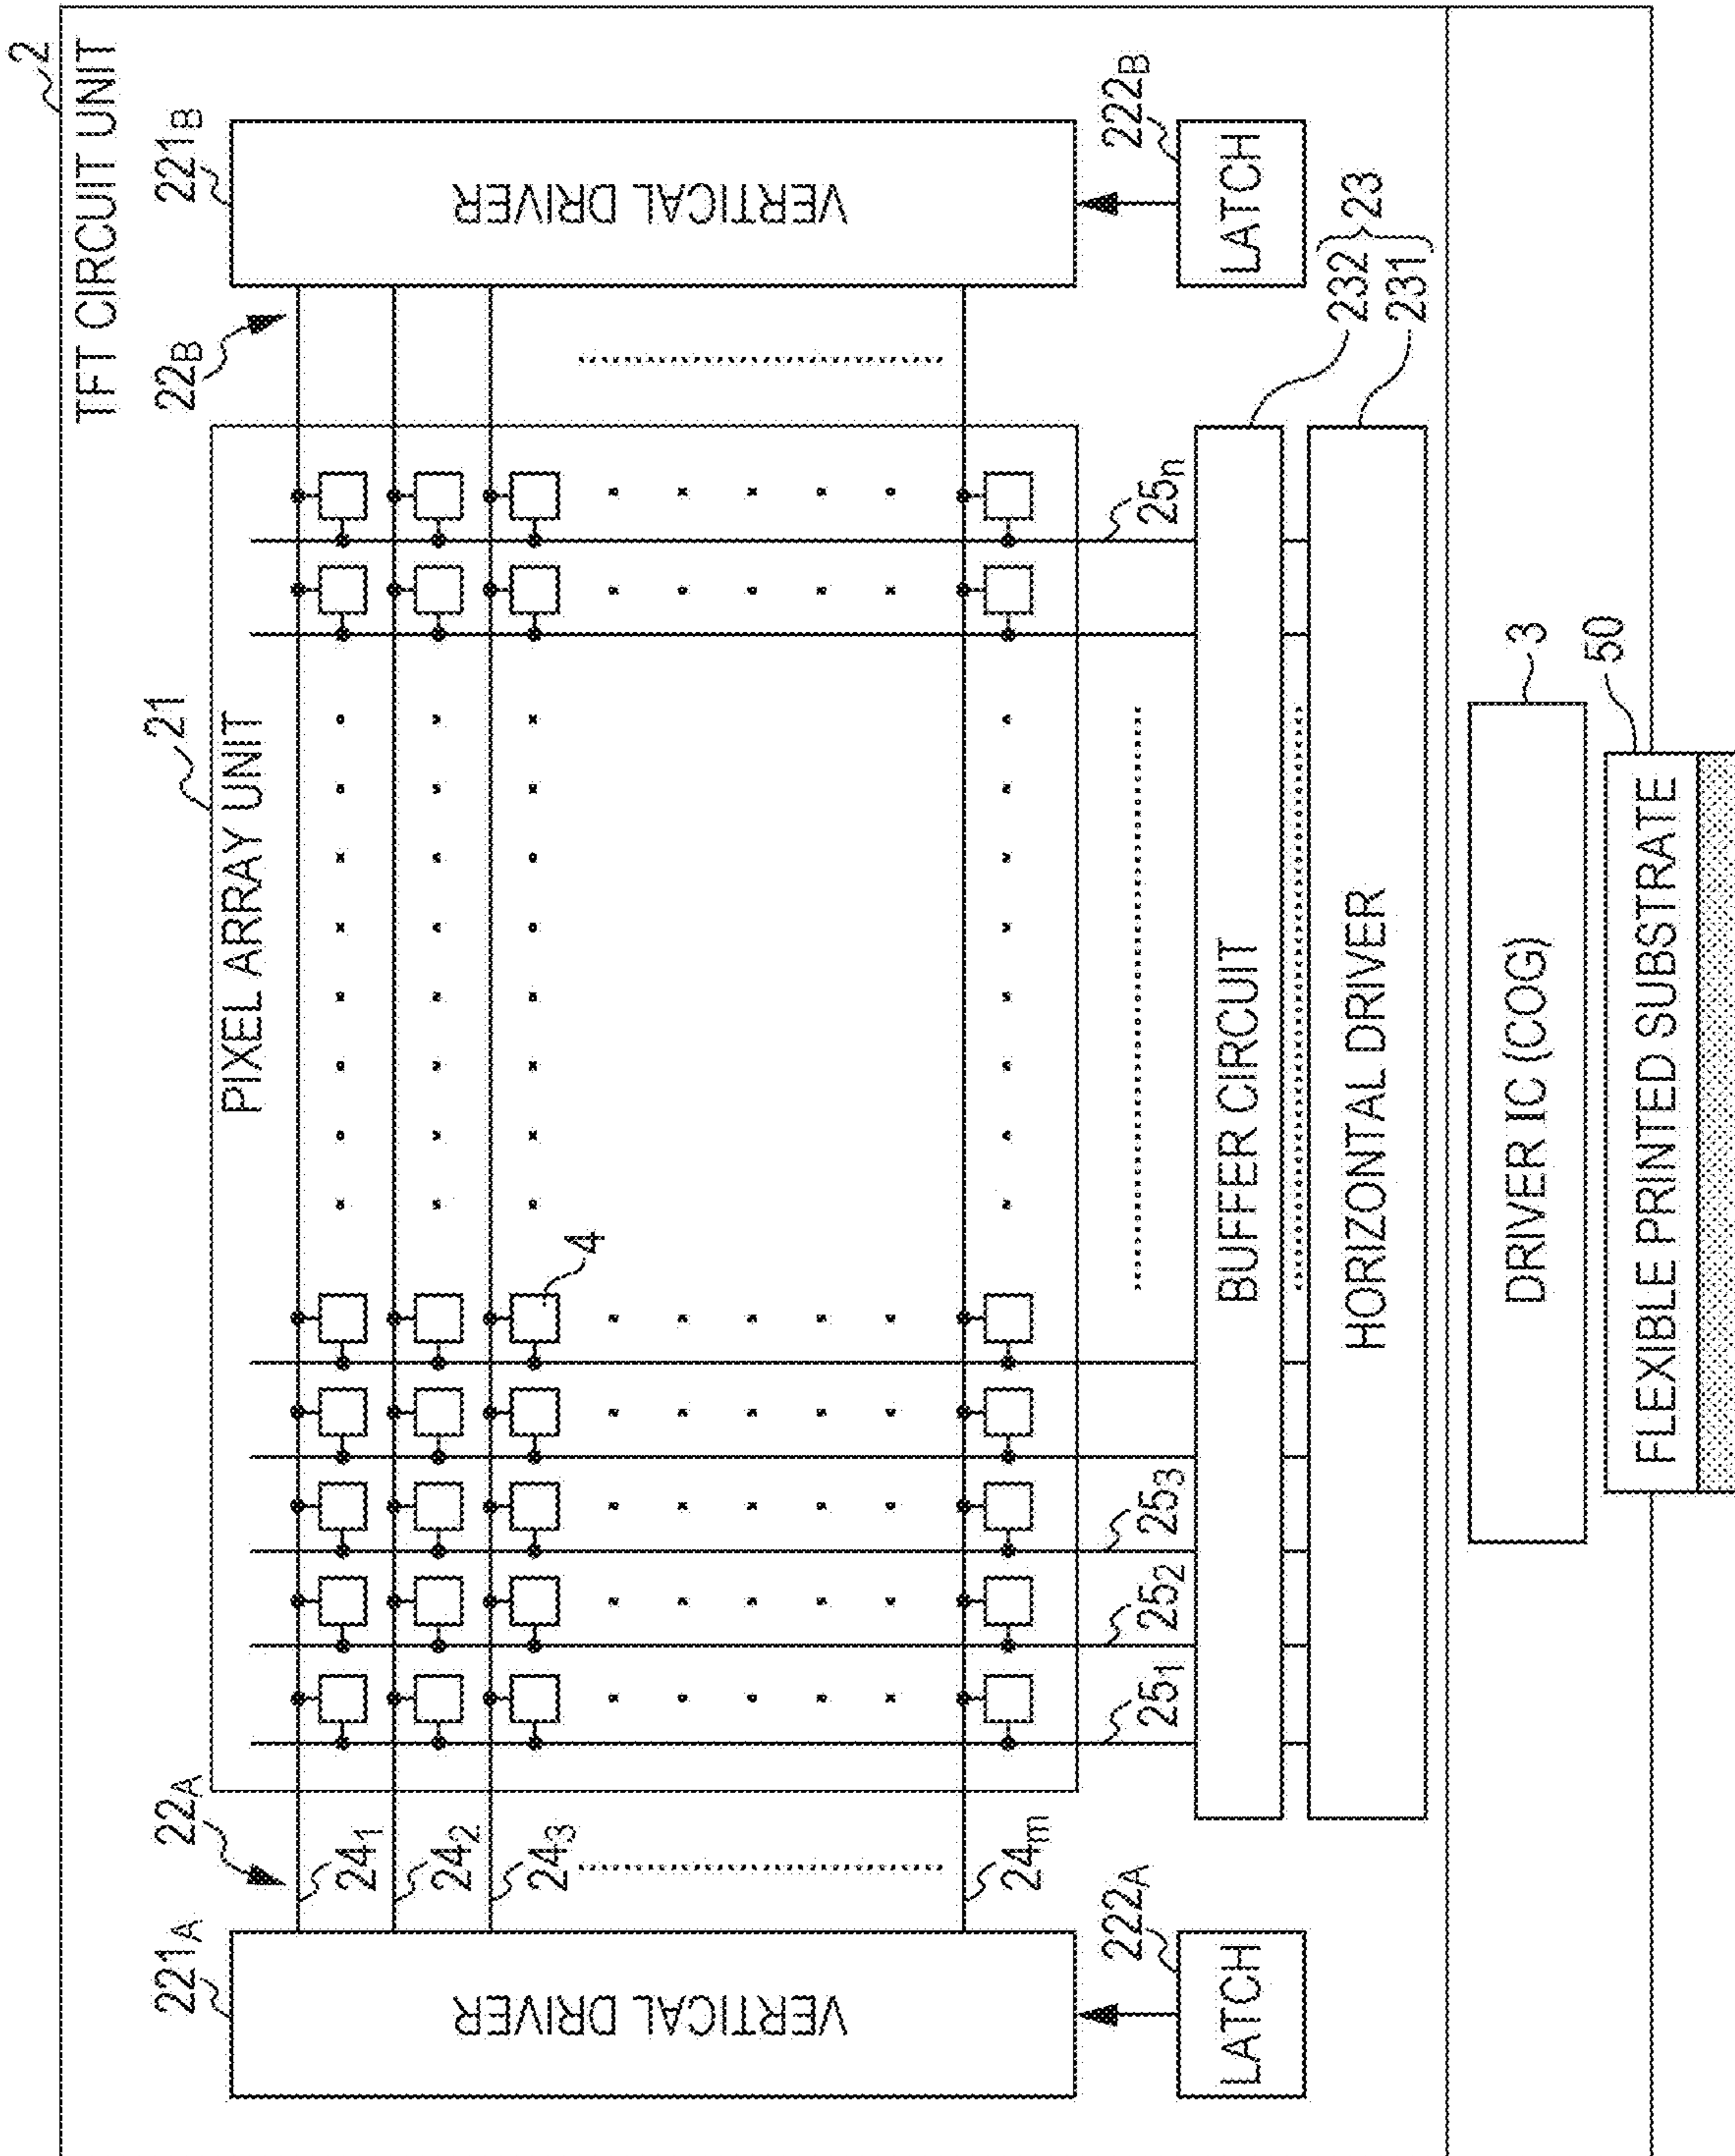 2
TFT CIRCUIT UNIT
21
PIXEL ARRAY UNIT
22A
22B
221A
221B
VERTICAL DRIVER
VERTICAL DRIVER
241
242
243
24m
4
251
252
253
25n
222A
222B
LATCH
LATCH
BUFFER CIRCUIT
232
23
HORIZONTAL DRIVER
231
DRIVER IC (COG)
3
FLEXIBLE PRINTED SUBSTRATE
50